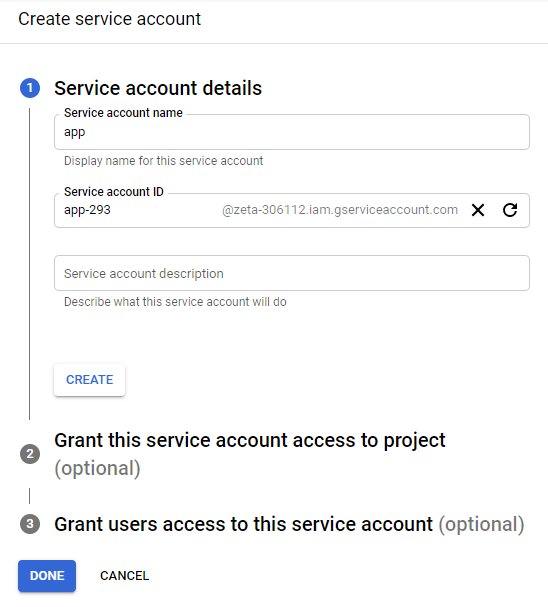 Create service account
1 Service account details
Service account name
app
Display name for this service account
Service account ID
app-293 @zeta-306112.iam.gserviceaccount.com
Service account description
Describe what this service account will do
CREATE
2 Grant this service account access to project
(optional)
3 Grant users access to this service account (optional)
DONE CANCEL